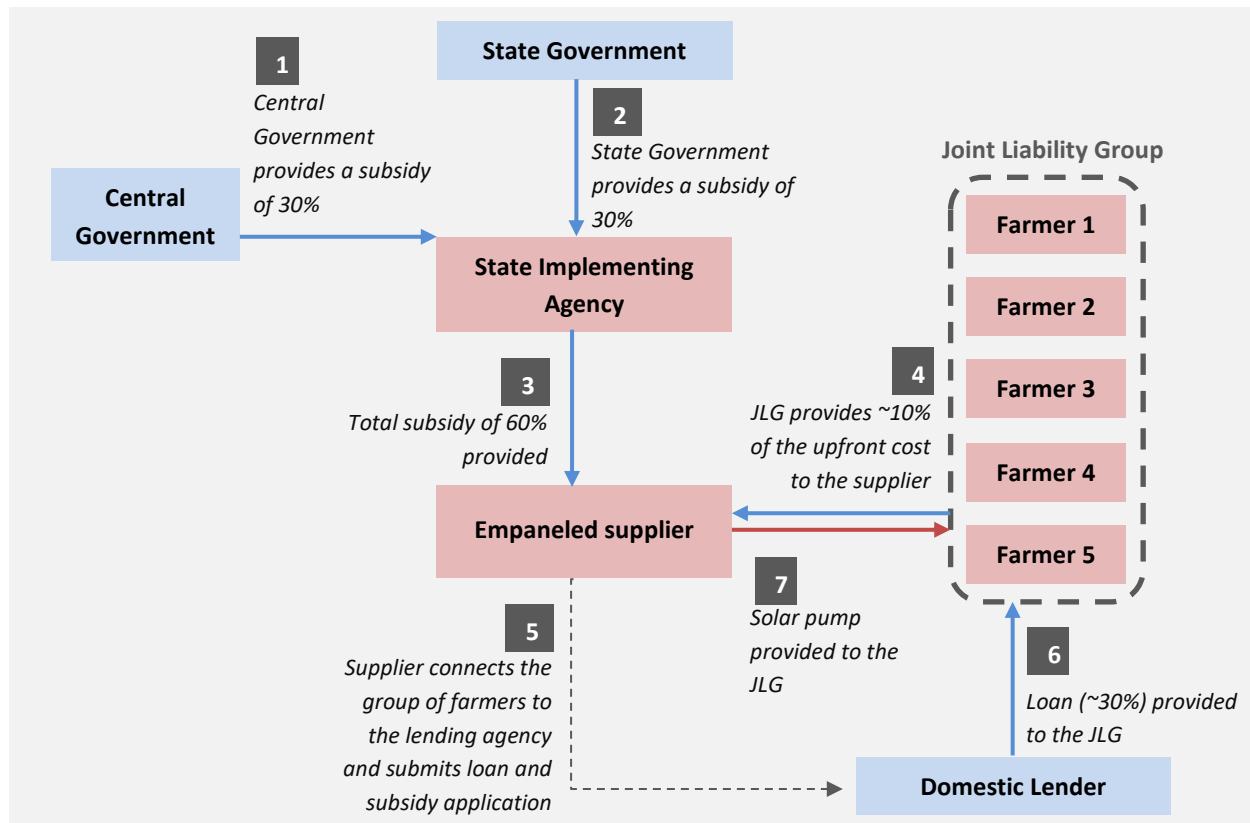 State Government
1
Central
Government
provides a subsidy
of 30%
2
State Government
provides a subsidy of
30%
Central
Government
State Implementing
Agency
3
Total subsidy of 60%
provided
Joint Liability Group
Farmer 1
Farmer 2
Farmer 3
Farmer 4
Farmer 5
4
JLG provides ~10%
of the upfront cost
to the supplier
Empaneled supplier
5
Supplier connects the
group of farmers to
the lending agency
and submits loan and
subsidy application
7
Solar pump
provided to the
JLG
6
Loan (~30%) provided
to the JLG
Domestic Lender